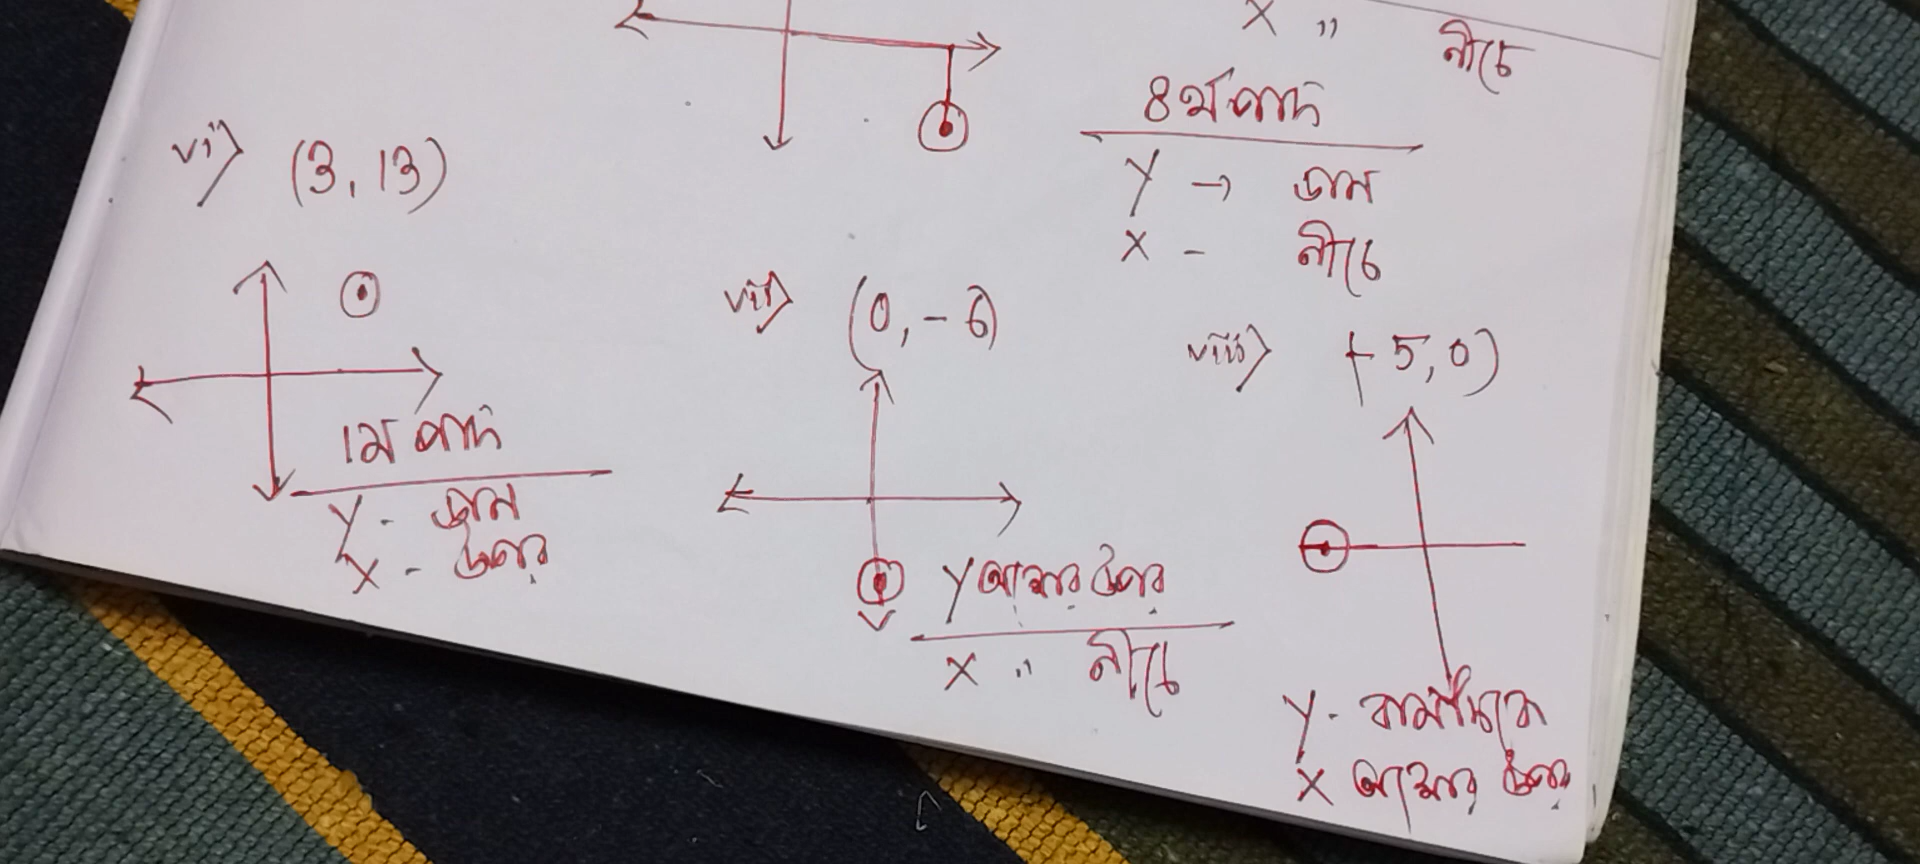 X " নীচে
৪র্থ পাদ
Y → ডান
X - নীচে
vi> (3, 13)
1ম পাদ
Y - ডান
X - উপর
vii> (0, - 6)
Y অক্ষের উপর
X " নীচে
viii> (- 5, 0)
Y - বামদিকে
X অক্ষের উপর